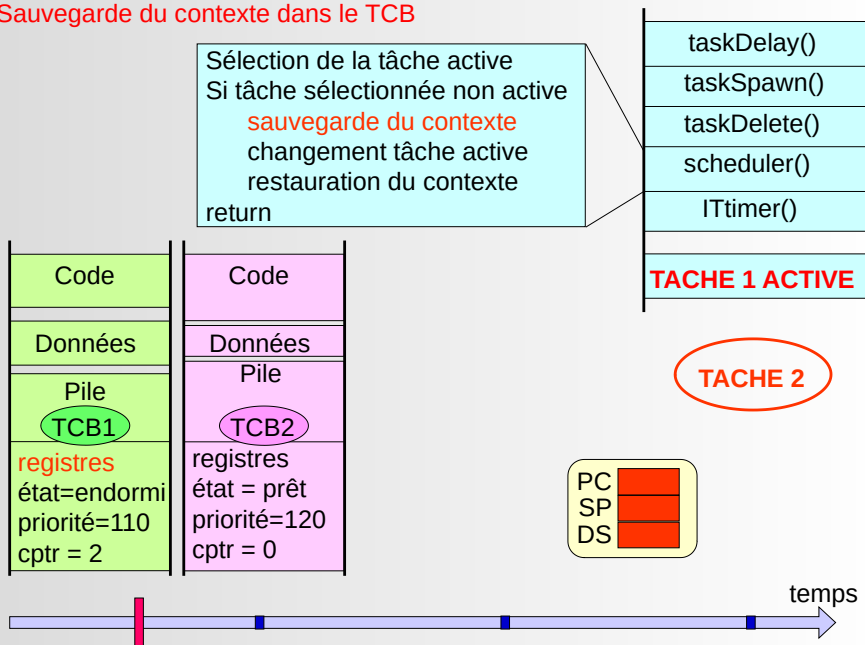 Sauvegarde du contexte dans le TCB
Sélection de la tâche active
Si tâche sélectionnée non active
sauvegarde du contexte
changement tâche active
restauration du contexte
return
taskDelay()
taskSpawn()
taskDelete()
scheduler()
ITtimer()
TACHE 1 ACTIVE
TACHE 2
Code
Données
Pile
TCB1
registres
état=endormi
priorité=110
cptr = 2
Code
Données
Pile
TCB2
registres
état = prêt
priorité=120
cptr = 0
PC
SP
DS
temps